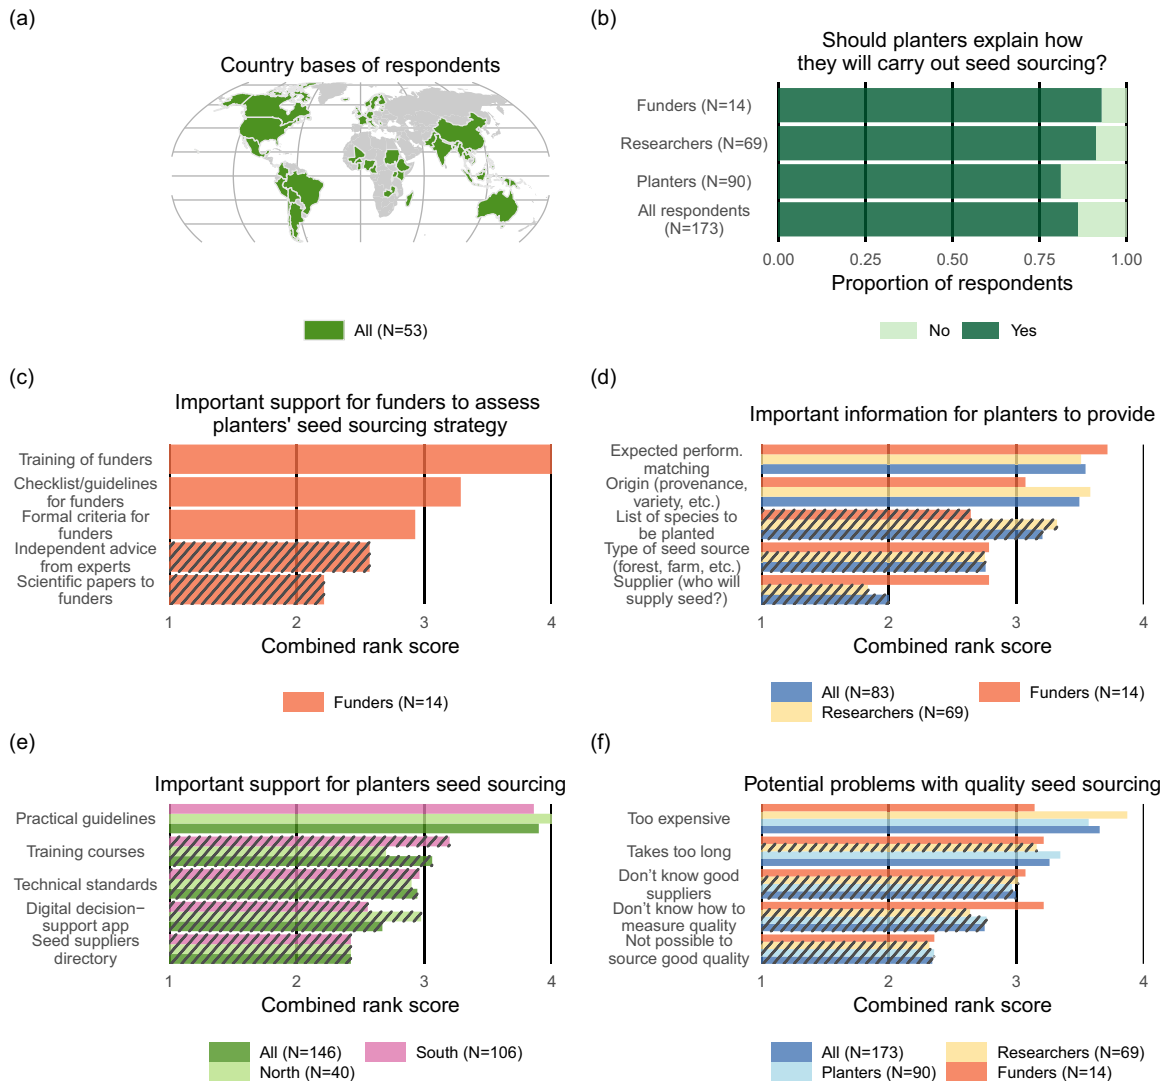 (a)
Country bases of respondents
All (N=53)
(b)
Should planters explain how
they will carry out seed sourcing?
Funders (N=14)
Researchers (N=69)
Planters (N=90)
All respondents
(N=173)
0.00 0.25 0.50 0.75 1.00
Proportion of respondents
No Yes
(c)
Important support for funders to assess
planters' seed sourcing strategy
Training of funders
Checklist/guidelines
for funders
Formal criteria for
funders
Independent advice
from experts
Scientific papers to
funders
1 2 3 4
Combined rank score
Funders (N=14)
(d)
Important information for planters to provide
Expected perform.
matching
Origin (provenance,
variety, etc.)
List of species to
be planted
Type of seed source
(forest, farm, etc.)
Supplier (who will
supply seed?)
1 2 3 4
Combined rank score
All (N=83) Funders (N=14)
Researchers (N=69)
(e)
Important support for planters seed sourcing
Practical guidelines
Training courses
Technical standards
Digital decision−
support app
Seed suppliers
directory
1 2 3 4
Combined rank score
All (N=146) South (N=106)
North (N=40)
(f)
Potential problems with quality seed sourcing
Too expensive
Takes too long
Don't know good
suppliers
Don't know how to
measure quality
Not possible to
source good quality
1 2 3 4
Combined rank score
All (N=173) Researchers (N=69)
Planters (N=90) Funders (N=14)